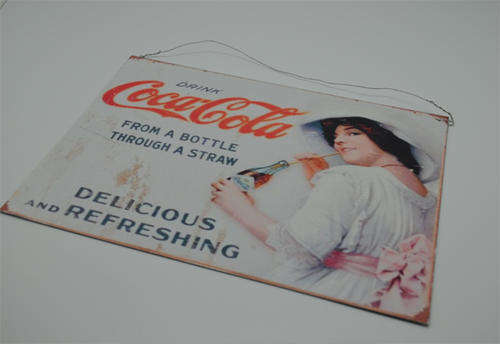 DRINK
Coca-Cola
FROM A BOTTLE
THROUGH A STRAW
DELICIOUS
AND REFRESHING